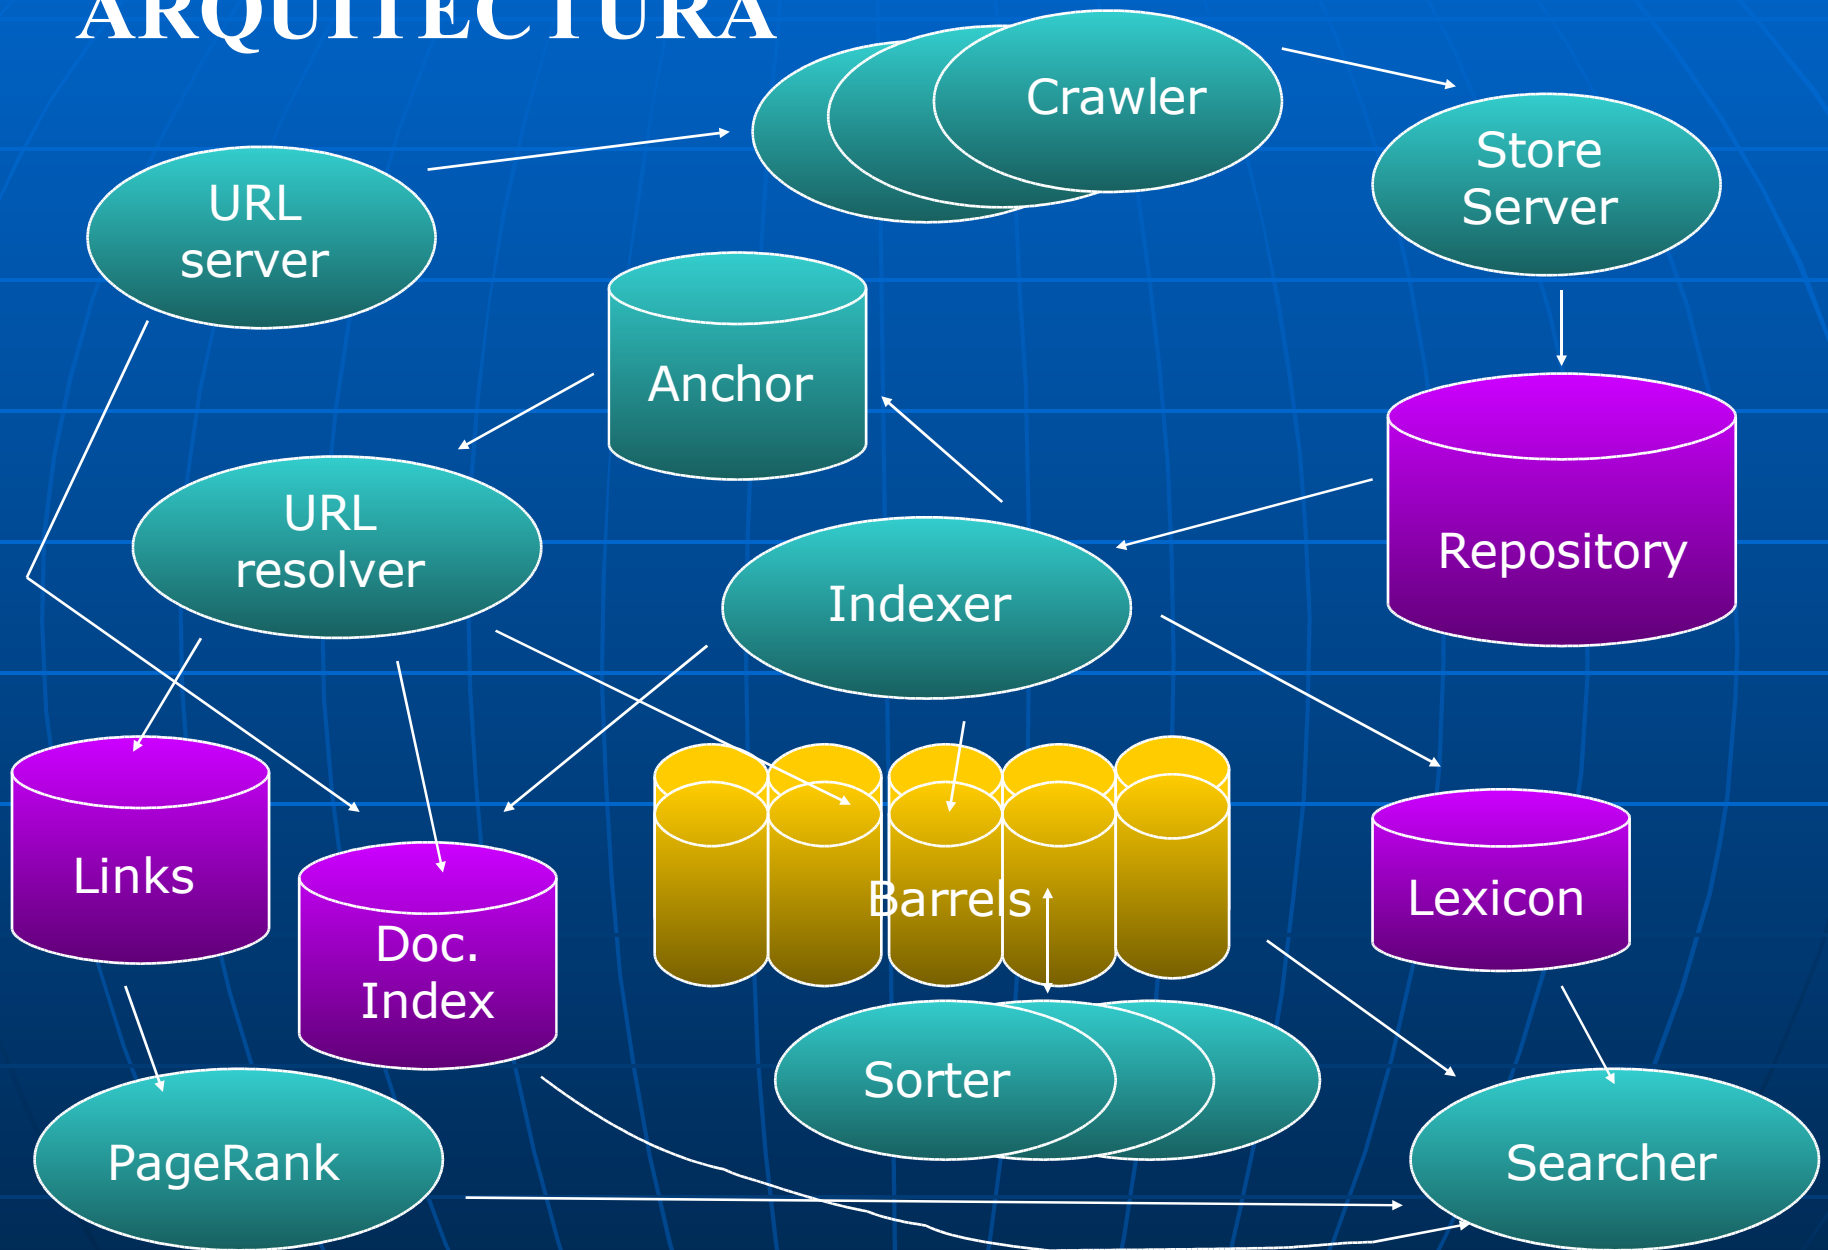 ARQUITECTURA
Crawler
Store
Server
URL
server
Anchor
URL
resolver
Indexer
Repository
Links
Doc.
Index
Barrels
Lexicon
Sorter
PageRank
Searcher